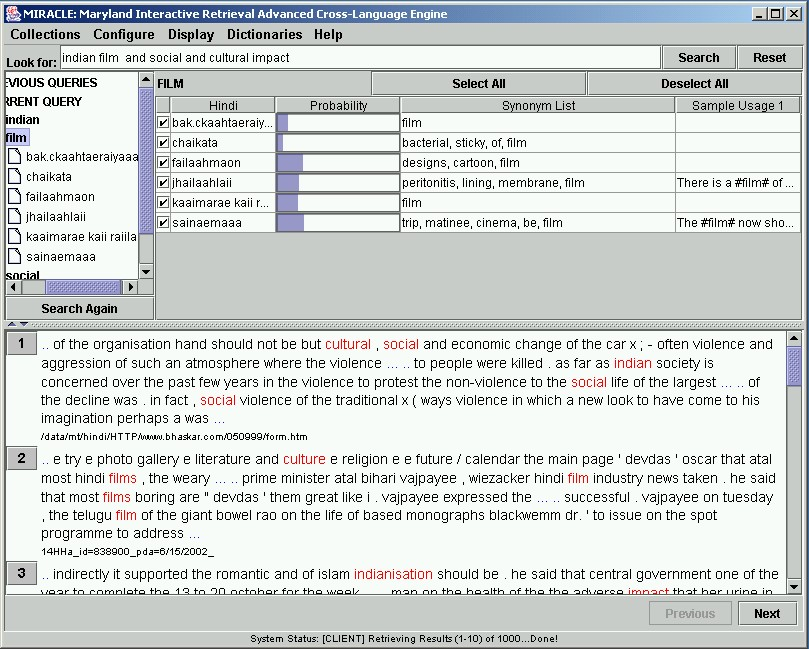 MIRACLE: Maryland Interactive Retrieval Advanced Cross-Language Engine
Collections Configure Display Dictionaries Help
Look for: indian film and social and cultural impact Search Reset
EVIOUS QUERIES
RRENT QUERY
indian
film
bak.ckaahtaeraiyaaa
chaikata
failaahmaon
jhailaahlaii
kaaimarae kaii raiila
sainaemaaa
social
Search Again
FILM Select All Deselect All
Hindi Probability Synonym List Sample Usage 1
bak.ckaahtaeraiy... film
chaikata bacterial, sticky, of, film
failaahmaon designs, cartoon, film
jhailaahlaii peritonitis, lining, membrane, film There is a #film# of ...
kaaimarae kaii r... film
sainaemaaa trip, matinee, cinema, be, film The #film# now sho...
1 .. of the organisation hand should not be but cultural , social and economic change of the car x ; - often violence and
aggression of such an atmosphere where the violence ... .. to people were killed . as far as indian society is
concerned over the past few years in the violence to protest the non-violence to the social life of the largest ... .. of
the decline was . in fact , social violence of the traditional x ( ways violence in which a new look to have come to his
imagination perhaps a was ...
/data/mt/hindi/HTTP/www.bhaskar.com/050999/form.htm
2 .. e try e photo gallery e literature and culture e religion e e future / calendar the main page ' devdas ' oscar that atal
most hindi films , the weary ... .. prime minister atal bihari vajpayee , wiezacker hindi film industry news taken . he said
that most films boring are " devdas ' them great like i . vajpayee expressed the ... .. successful . vajpayee on tuesday
, the telugu film of the giant bowel rao on the life of based monographs blackwemm dr. ' to issue on the spot
programme to address ...
14HHa_id=838900_pda=6/15/2002_
3 .. indirectly it supported the romantic and of islam indianisation should be . he said that central government one of the
year to complete the 13 to 20 october for the week ... .. man on the health of the the adverse impact that her urine in
Previous Next
System Status: [CLIENT] Retrieving Results (1-10) of 1000...Done!